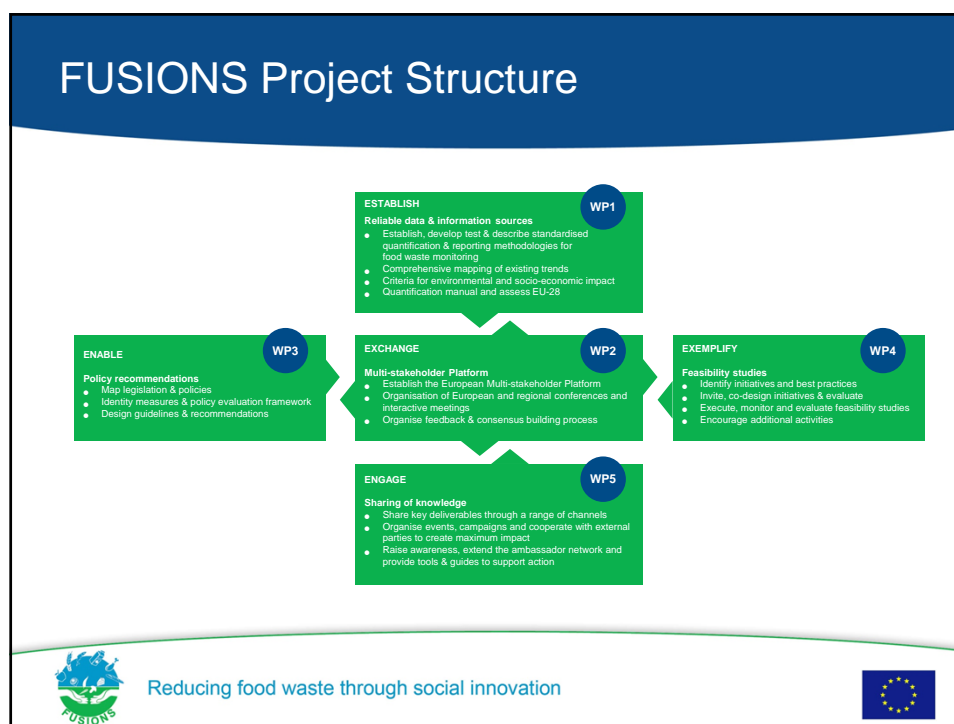 FUSIONS Project Structure
ESTABLISH
WP1
Reliable data & information sources
● Establish, develop test & describe standardised
quantification & reporting methodologies for
food waste monitoring
● Comprehensive mapping of existing trends
● Criteria for environmental and socio-economic impact
● Quantification manual and assess EU-28
ENABLE
WP3
Policy recommendations
● Map legislation & policies
● Identity measures & policy evaluation framework
● Design guidelines & recommendations
EXCHANGE
WP2
Multi-stakeholder Platform
● Establish the European Multi-stakeholder Platform
● Organisation of European and regional conferences and
interactive meetings
● Organise feedback & consensus building process
EXEMPLIFY
WP4
Feasibility studies
● Identify initiatives and best practices
● Invite, co-design initiatives & evaluate
● Execute, monitor and evaluate feasibility studies
● Encourage additional activities
ENGAGE
WP5
Sharing of knowledge
● Share key deliverables through a range of channels
● Organise events, campaigns and cooperate with external
parties to create maximum impact
● Raise awareness, extend the ambassador network and
provide tools & guides to support action
FUSIONS
Reducing food waste through social innovation